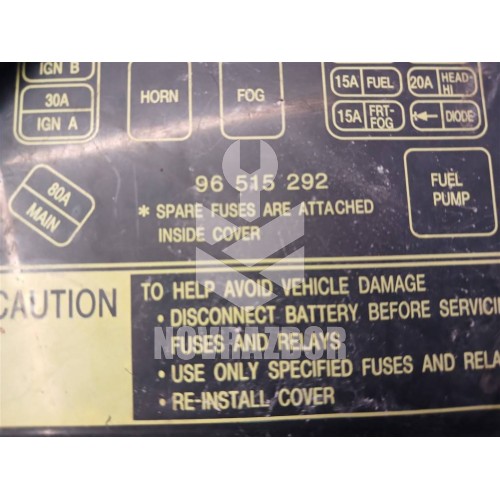 IGN B
30A
IGN A
HORN
FOG
15A FUEL
20A HEAD-HI
15A FRT-FOG
DIODE
80A
MAIN
96 515 292
* SPARE FUSES ARE ATTACHED
INSIDE COVER
FUEL
PUMP
CAUTION
TO HELP AVOID VEHICLE DAMAGE
• DISCONNECT BATTERY BEFORE SERVICIN
FUSES AND RELAYS
NOVRAZBOR
• USE ONLY SPECIFIED FUSES AND RELA
• RE-INSTALL COVER